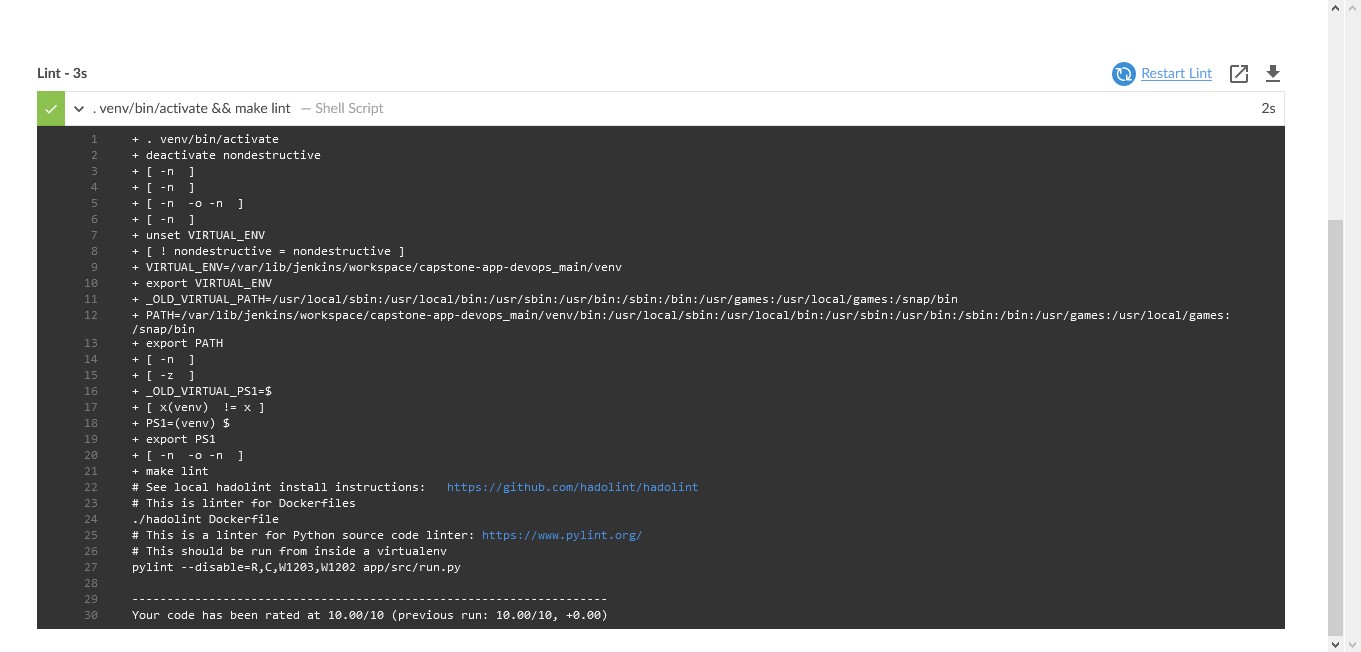 Lint - 3s
Restart Lint
. venv/bin/activate && make lint — Shell Script
2s
1 + . venv/bin/activate
2 + deactivate nondestructive
3 + [ -n  ]
4 + [ -n  ]
5 + [ -n  -o -n  ]
6 + [ -n  ]
7 + unset VIRTUAL_ENV
8 + [ ! nondestructive = nondestructive ]
9 + VIRTUAL_ENV=/var/lib/jenkins/workspace/capstone-app-devops_main/venv
10 + export VIRTUAL_ENV
11 + _OLD_VIRTUAL_PATH=/usr/local/sbin:/usr/local/bin:/usr/sbin:/usr/bin:/sbin:/bin:/usr/games:/usr/local/games:/snap/bin
12 + PATH=/var/lib/jenkins/workspace/capstone-app-devops_main/venv/bin:/usr/local/sbin:/usr/local/bin:/usr/sbin:/usr/bin:/sbin:/bin:/usr/games:/usr/local/games:
/snap/bin
13 + export PATH
14 + [ -n  ]
15 + [ -z  ]
16 + _OLD_VIRTUAL_PS1=$
17 + [ x(venv)  != x ]
18 + PS1=(venv) $
19 + export PS1
20 + [ -n  -o -n  ]
21 + make lint
22 # See local hadolint install instructions:   https://github.com/hadolint/hadolint
23 # This is linter for Dockerfiles
24 ./hadolint Dockerfile
25 # This is a linter for Python source code linter: https://www.pylint.org/
26 # This should be run from inside a virtualenv
27 pylint --disable=R,C,W1203,W1202 app/src/run.py
28
29 --------------------------------------------------------------------
30 Your code has been rated at 10.00/10 (previous run: 10.00/10, +0.00)